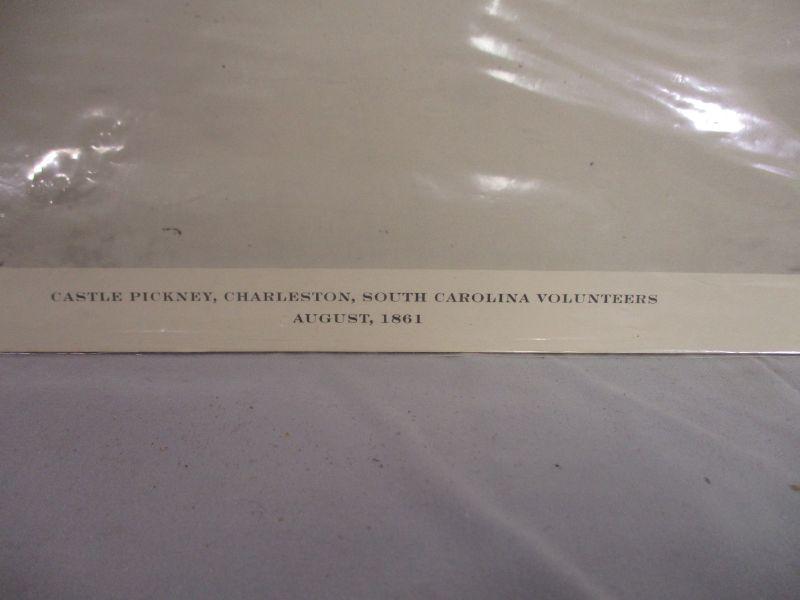 CASTLE PICKNEY, CHARLESTON, SOUTH CAROLINA VOLUNTEERS
AUGUST, 1861